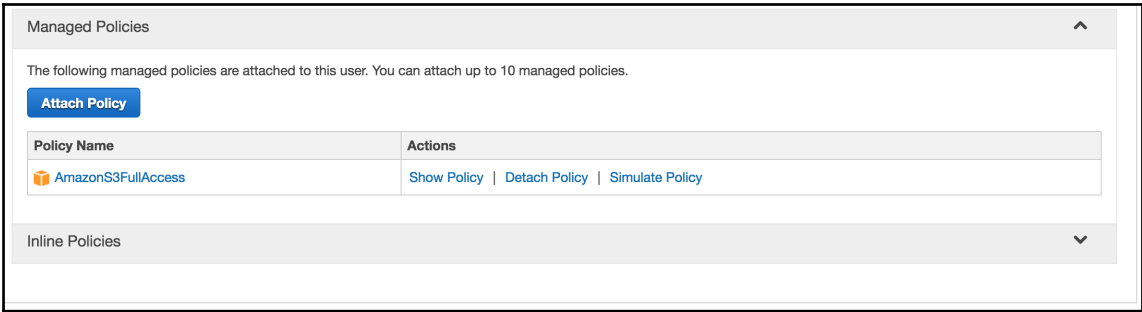 Managed Policies
The following managed policies are attached to this user. You can attach up to 10 managed policies.
Attach Policy
Policy Name Actions
AmazonS3FullAccess Show Policy | Detach Policy | Simulate Policy
Inline Policies